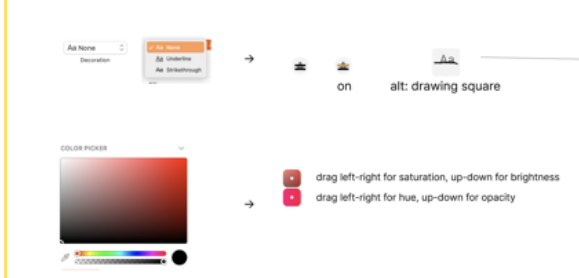 Aa None
Decoration
✓ Aa None
Aa Underline
Aa Strikethrough
→
on
Aa
alt: drawing square
COLOR PICKER
→
drag left-right for saturation, up-down for brightness
drag left-right for hue, up-down for opacity